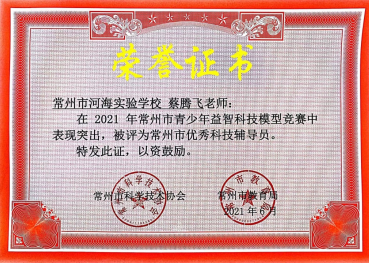 荣誉证书
常州市河海实验学校 蔡腾飞老师：
在 2021 年常州市青少年益智科技模型竞赛中
表现突出，被评为常州市优秀科技辅导员。
特发此证，以资鼓励。
常州市科学技术协会 常州市教育局
2021年6月